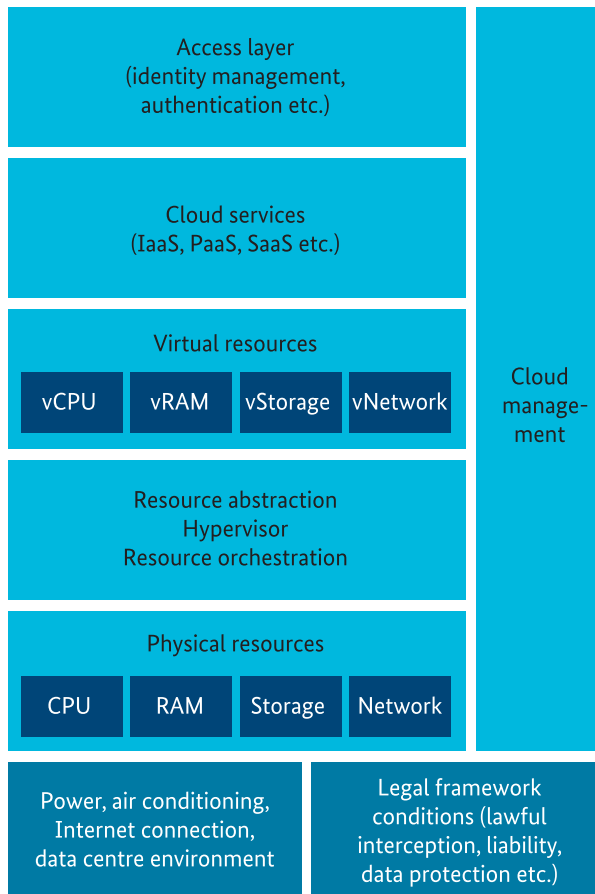 Access layer
(identity management,
authentication etc.)
Cloud services
(IaaS, PaaS, SaaS etc.)
Virtual resources
vCPU
vRAM
vStorage
vNetwork
Resource abstraction
Hypervisor
Resource orchestration
Physical resources
CPU
RAM
Storage
Network
Cloud
manage-
ment
Power, air conditioning,
Internet connection,
data centre environment
Legal framework
conditions (lawful
interception, liability,
data protection etc.)